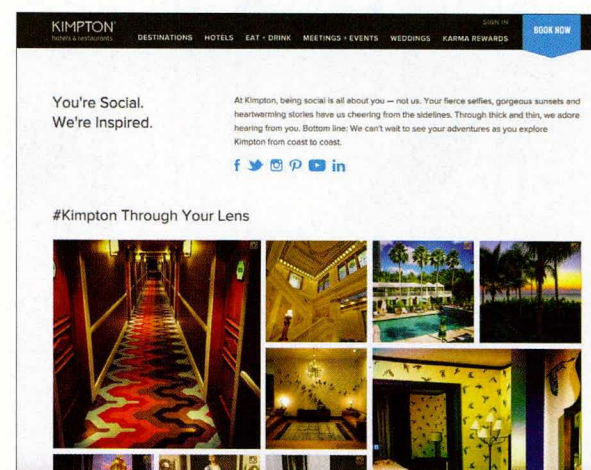 KIMPTON
hotels & restaurants
SIGN IN
DESTINATIONS HOTELS EAT + DRINK MEETINGS + EVENTS WEDDINGS KARMA REWARDS
BOOK NOW
You're Social.
We're Inspired.
At Kimpton, being social is all about you — not us. Your fierce selfies, gorgeous sunsets and
heartwarming stories have us cheering from the sidelines. Through thick and thin, we adore
hearing from you. Bottom line: We can't wait to see your adventures as you explore
Kimpton from coast to coast.
#Kimpton Through Your Lens